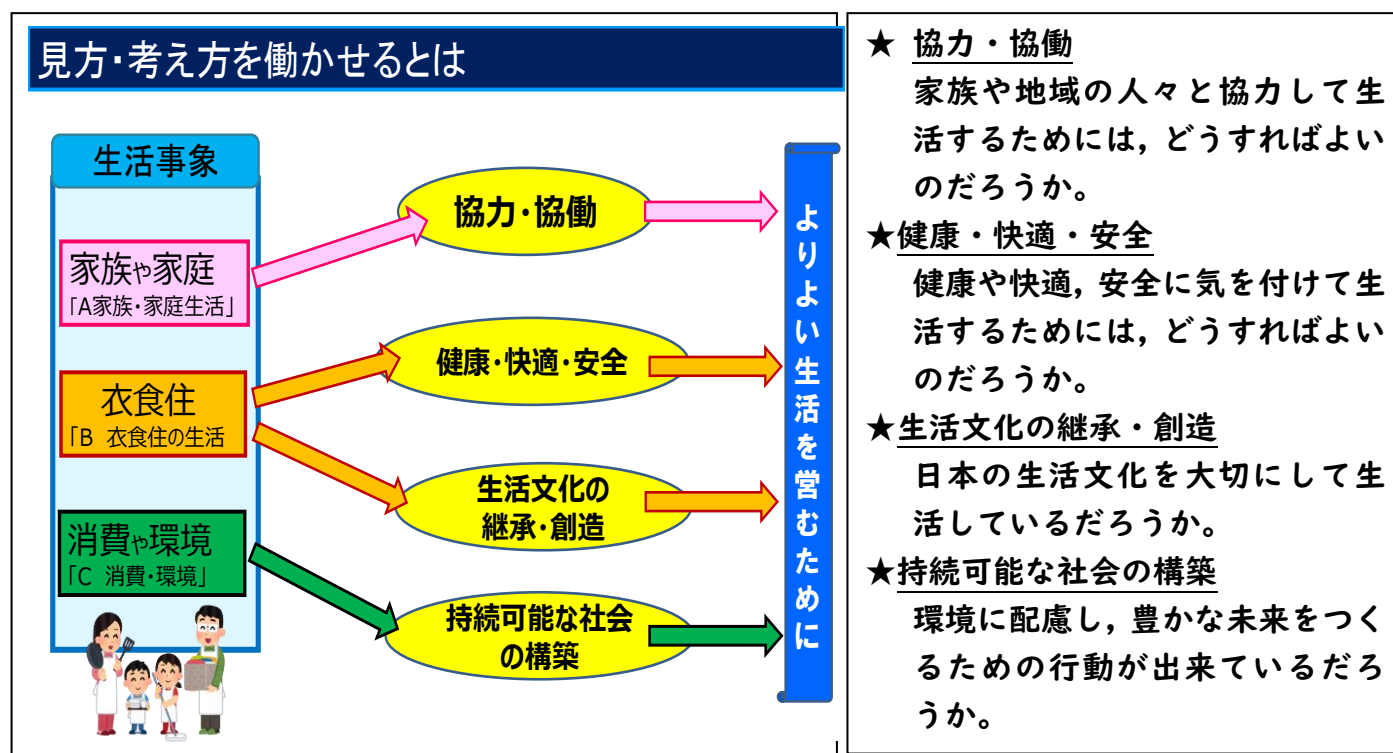 見方・考え方を働かせるとは
生活事象
家族や家庭
「A家族・家庭生活」
衣食住
「B 衣食住の生活
消費や環境
「C 消費・環境」
協力・協働
健康・快適・安全
生活文化の
継承・創造
持続可能な社会
の構築
よりよい生活を営むために
★ 協力・協働
家族や地域の人々と協力して生
活するためには，どうすればよい
のだろうか。
★健康・快適・安全
健康や快適，安全に気を付けて生
活するためには，どうすればよい
のだろうか。
★生活文化の継承・創造
日本の生活文化を大切にして生
活しているだろうか。
★持続可能な社会の構築
環境に配慮し，豊かな未来をつく
るための行動が出来ているだろ
うか。